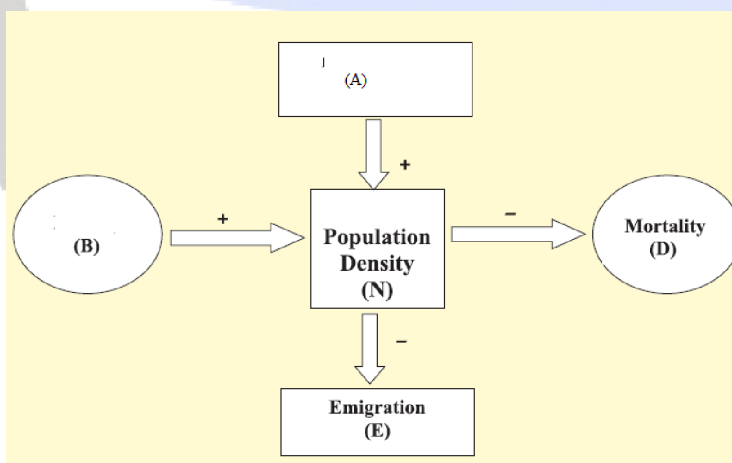 (A)
+
(B)
+
Population
Density
(N)
–
Mortality
(D)
–
Emigration
(E)